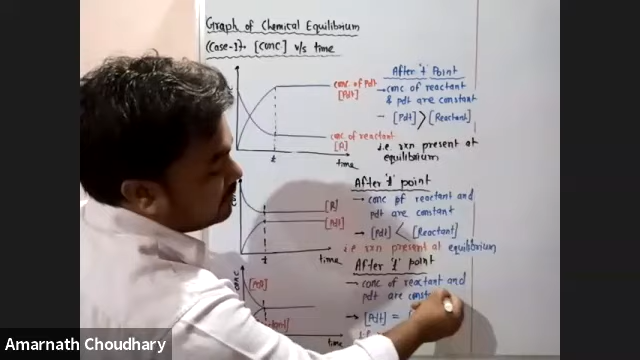 Graph of Chemical Equilibrium
(Case-I)→ [conc.] v/s time
conc of Pdt
[Pdt]
conc of reactant
[R]
t
time
After 't' Point
→ conc of reactant
& pdt are constant
- [Pdt] > [Reactant]
i.e rxn present at
equilibrium
conc
[R]
[Pdt]
t
time
After 't' point
→ conc of reactant and
pdt are constant
→ [Pdt] < [Reactant]
i.e rxn present at equilibrium
conc
[Pdt]
time
After 't' point
→ conc of reactant and
pdt are
→ [Pdt] = [
Amarnath Choudhary